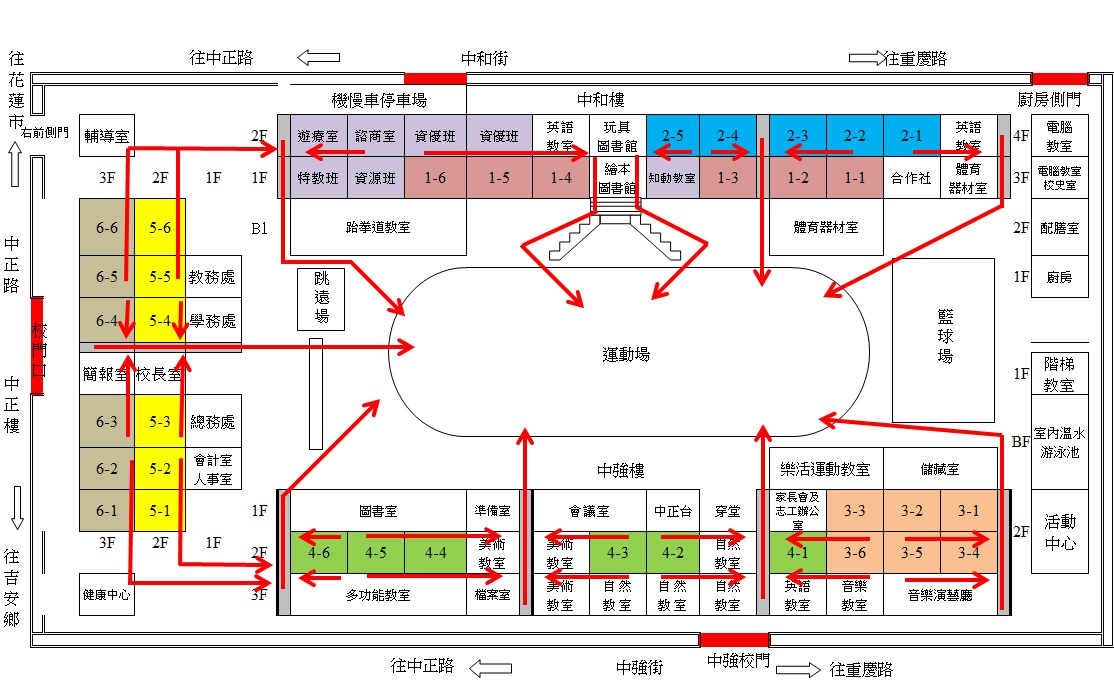 往中正路
中和街
往重慶路
往花蓮市
右前側門
機慢車停車場
中和樓
廚房側門
輔導室
2F
遊療室
諮商室
資優班
資優班
英語
教室
玩具
圖書館
2-5
2-4
2-3
2-2
2-1
英語
教室
4F
電腦
教室
3F
2F
1F
1F
特教班
資源班
1-6
1-5
1-4
繪本
圖書館
知動教室
1-3
1-2
1-1
合作社
體育
器材室
3F
電腦教室
校史室
6-6
5-6
B1
跆拳道教室
體育器材室
2F
配膳室
中正路
6-5
5-5
教務處
跳遠場
1F
廚房
6-4
5-4
學務處
籃球場
校門口
運動場
簡報室
校長室
1F
階梯
教室
中正樓
6-3
5-3
總務處
BF
室內溫水
游泳池
6-2
5-2
會計室
人事室
中強樓
樂活運動教室
儲藏室
6-1
5-1
1F
圖書室
準備室
會議室
中正台
穿堂
家長會及
志工辦公
室
3-3
3-2
3-1
2F
活動
中心
3F
2F
1F
2F
4-6
4-5
4-4
美術
教室
美術
教室
4-3
4-2
自然
教室
4-1
3-6
3-5
3-4
往吉安鄉
健康中心
3F
多功能教室
檔案室
美術
教室
自然
教室
自然
教室
自然
教室
英語
教室
音樂
教室
音樂演藝廳
往中正路
中強街
中強校門
往重慶路